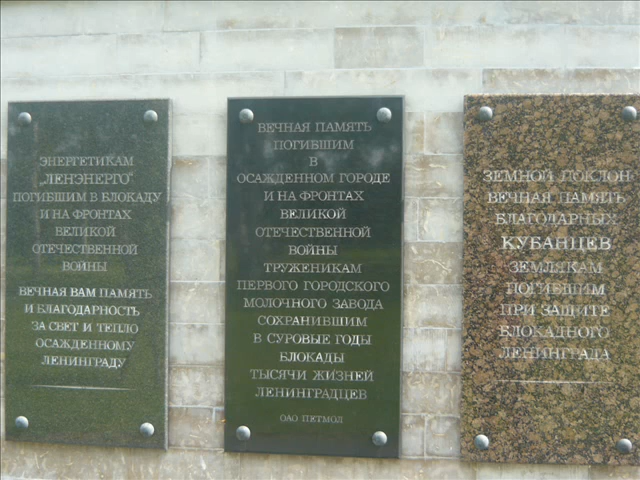 ЭНЕРГЕТИКАМ
„ЛЕНЭНЕРГО"
ПОГИБШИМ В БЛОКАДУ
И НА ФРОНТАХ
ВЕЛИКОЙ
ОТЕЧЕСТВЕННОЙ
ВОЙНЫ
ВЕЧНАЯ ВАМ ПАМЯТЬ
И БЛАГОДАРНОСТЬ
ЗА СВЕТ И ТЕПЛО
ОСАЖДЕННОМУ
ЛЕНИНГРАДУ
ВЕЧНАЯ ПАМЯТЬ
ПОГИБШИМ
В
ОСАЖДЕННОМ ГОРОДЕ
И НА ФРОНТАХ
ВЕЛИКОЙ
ОТЕЧЕСТВЕННОЙ
ВОЙНЫ
ТРУЖЕНИКАМ
ПЕРВОГО ГОРОДСКОГО
МОЛОЧНОГО ЗАВОДА
СОХРАНИВШИМ
В СУРОВЫЕ ГОДЫ
БЛОКАДЫ
ТЫСЯЧИ ЖИЗНЕЙ
ЛЕНИНГРАДЦЕВ
ОАО ПЕТМОЛ
ЗЕМНОЙ ПОКЛОН
ВЕЧНАЯ ПАМЯТЬ
БЛАГОДАРНЫХ
КУБАНЦЕВ
ЗЕМЛЯКАМ
ПОГИБШИМ
ПРИ ЗАЩИТЕ
БЛОКАДНОГО
ЛЕНИНГРАДА